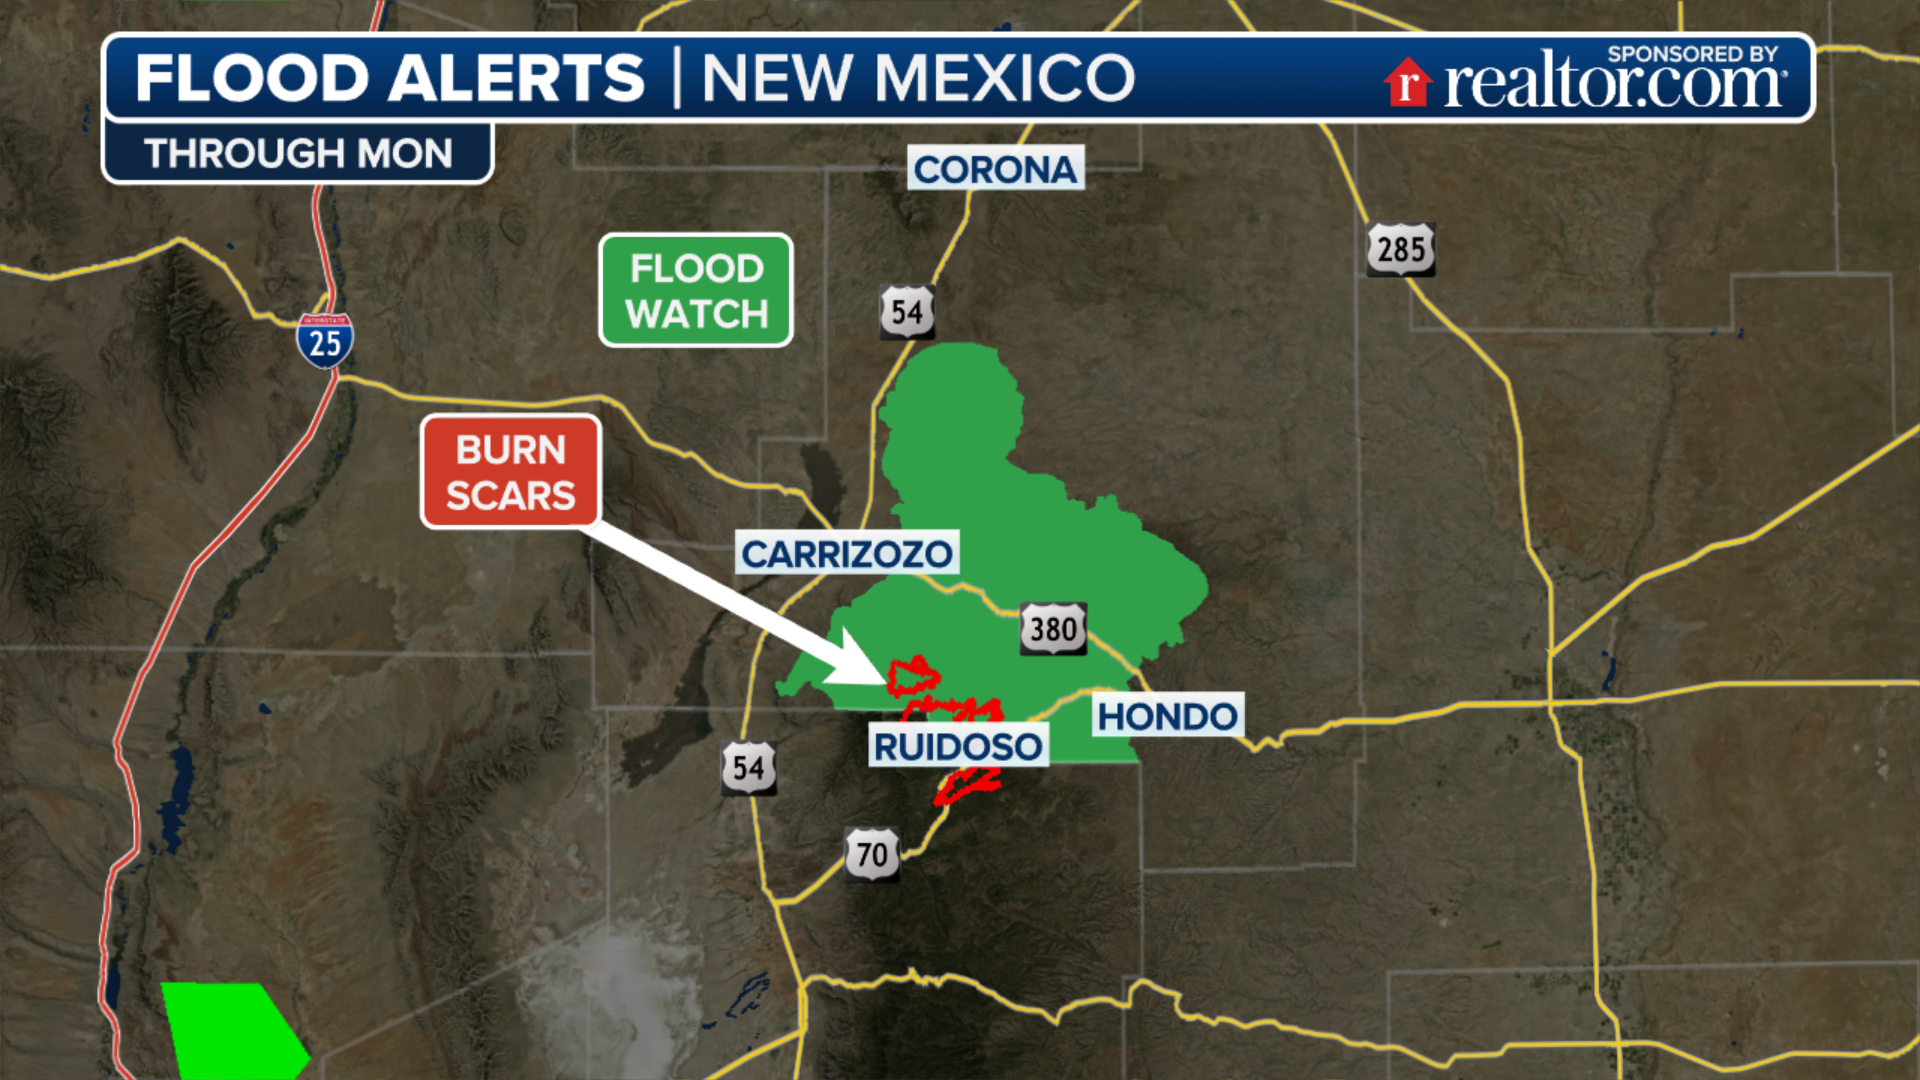 FLOOD ALERTS | NEW MEXICO
SPONSORED BY
r realtor.com®
THROUGH MON
CORONA
285
FLOOD
WATCH
54
INTERSTATE
25
BURN
SCARS
CARRIZOZO
380
HONDO
RUIDOSO
54
70